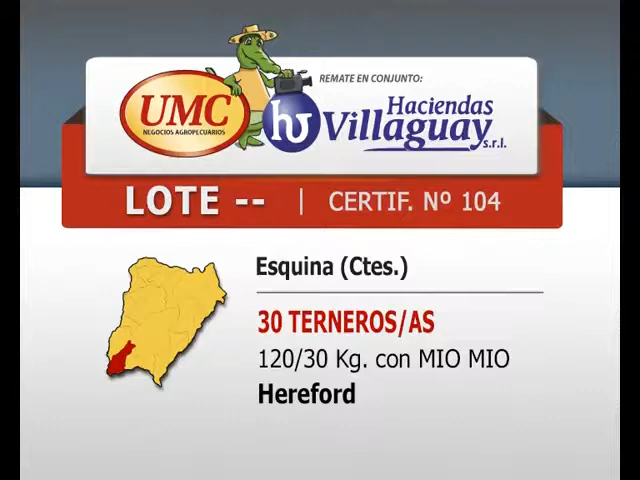 REMATE EN CONJUNTO:
UMC
NEGOCIOS AGROPECUARIOS
hv
Haciendas
Villaguay
s.r.l.
LOTE -- | CERTIF. Nº 104
Esquina (Ctes.)
30 TERNEROS/AS
120/30 Kg. con MIO MIO
Hereford